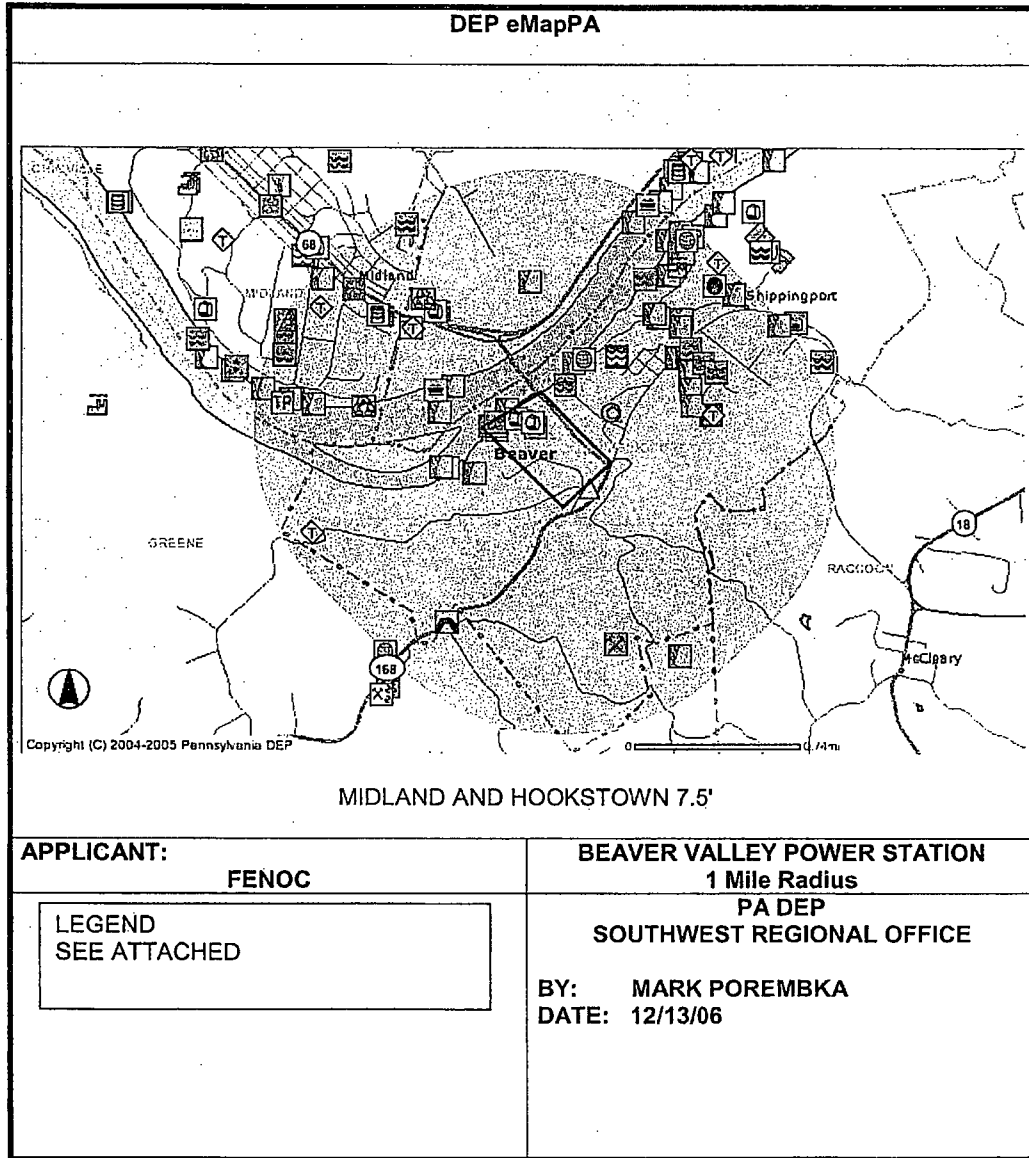 DEP eMapPA
68
Midland
MIDLAND
Shippingport
TP
Beaver
GREENE
18
RACCOON
McCleary
168
Copyright (C) 2004-2005 Pennsylvania DEP
MIDLAND AND HOOKSTOWN 7.5'
APPLICANT:
FENOC
LEGEND
SEE ATTACHED
BEAVER VALLEY POWER STATION
1 Mile Radius
PA DEP
SOUTHWEST REGIONAL OFFICE
BY: MARK POREMBKA
DATE: 12/13/06